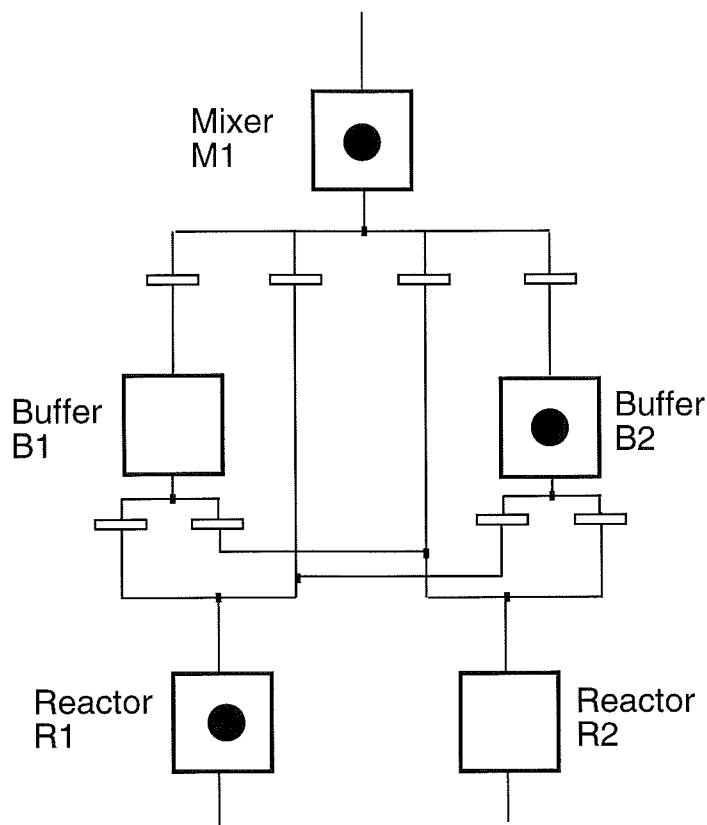 Mixer
M1
Buffer
B1
Buffer
B2
Reactor
R1
Reactor
R2